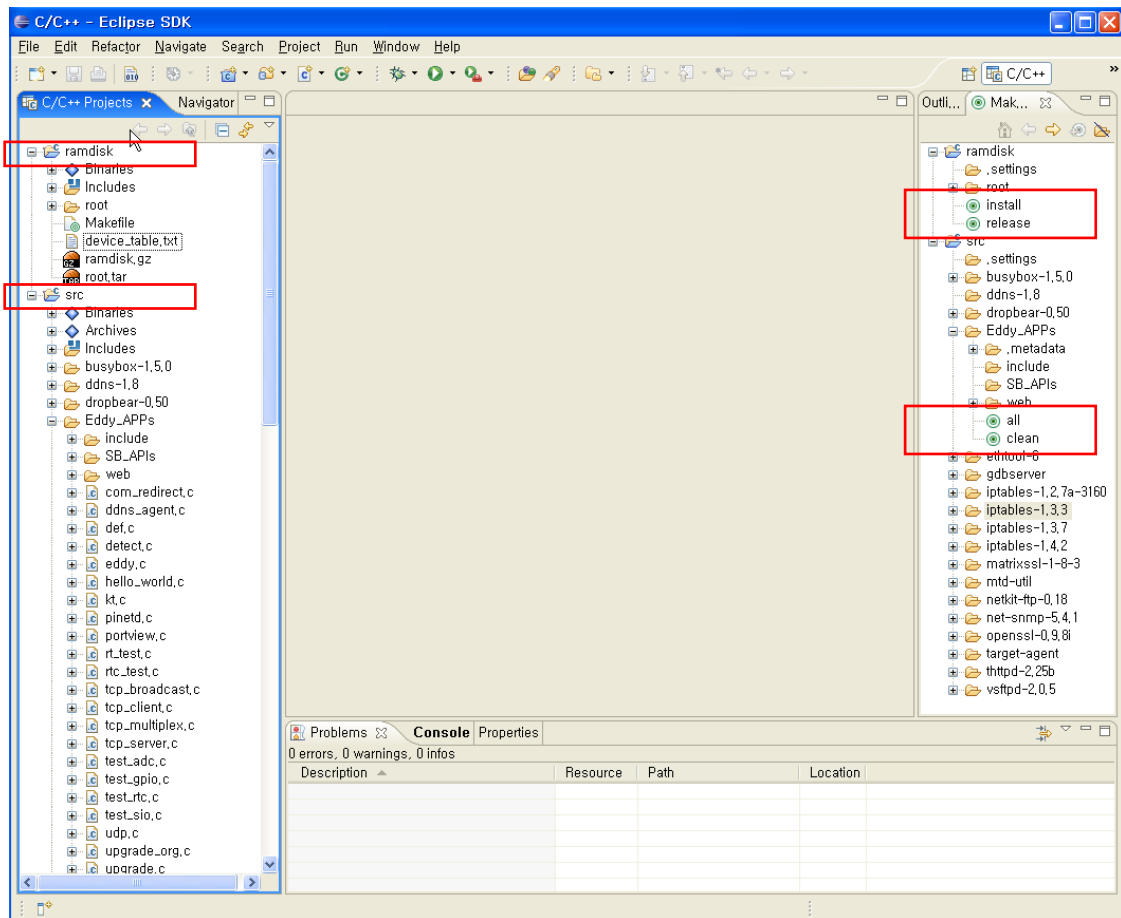 C/C++ - Eclipse SDK
File Edit Refactor Navigate Search Project Run Window Help
C/C++
C/C++ Projects Navigator
ramdisk
Binaries
Includes
root
Makefile
device_table.txt
ramdisk.gz
root.tar
src
Binaries
Archives
Includes
busybox-1.5.0
ddns-1.8
dropbear-0.50
Eddy_APPs
include
SB_APIs
web
com_redirect.c
ddns_agent.c
def.c
detect.c
eddy.c
hello_world.c
kt.c
pinetd.c
portview.c
rt_test.c
rtc_test.c
tcp_broadcast.c
tcp_client.c
tcp_multiplex.c
tcp_server.c
test_adc.c
test_gpio.c
test_rtc.c
test_sio.c
udp.c
upgrade_org.c
upgrade.c
Outli... Mak...
ramdisk
.settings
root
install
release
src
.settings
busybox-1.5.0
ddns-1.8
dropbear-0.50
Eddy_APPs
.metadata
include
SB_APIs
web
all
clean
ethtool-6
gdbserver
iptables-1.2.7a-3160
iptables-1.3.3
iptables-1.3.7
iptables-1.4.2
matrixssl-1-8-3
mtd-util
netkit-ftp-0.18
net-snmp-5.4.1
openssl-0.9.8i
target-agent
thttpd-2.25b
vsftpd-2.0.5
Problems Console Properties
0 errors, 0 warnings, 0 infos
Description Resource Path Location